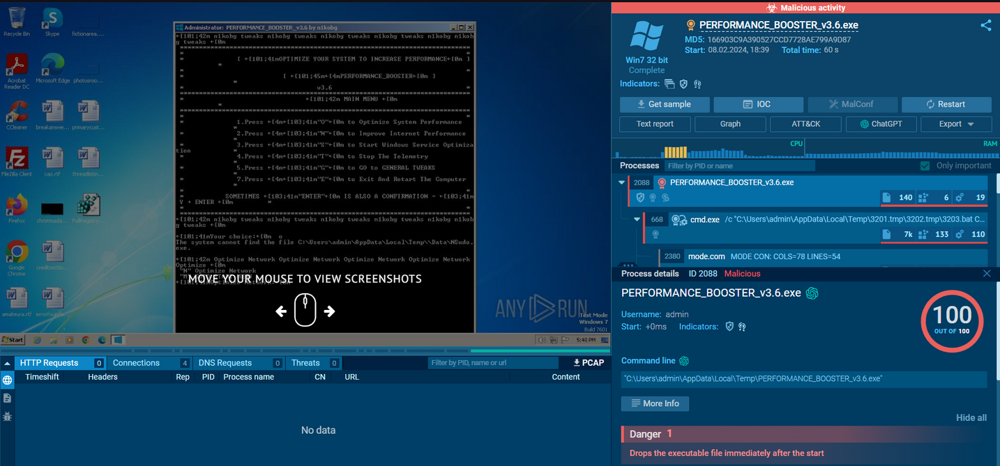 Recycle Bin
Skype
fictionarea....
Acrobat
Reader DC
Microsoft Edge
photosroo...
CCleaner
breakanswe...
primarycust...
FileZilla Client
cao.rtf
threadistin...
Firefox
christmasla...
Google
Chrome
creditsectio...
amateura.rtf
errorfounda...
Administrator: PERFORMANCE_BOOSTER_v3.6 by n1kobg
←[101;42m n1kobg tweaks n1kobg tweaks n1kobg tweaks n1kobg tweaks n1kob
g tweaks ←[0m
[ ←[101;41mOPTIMIZE YOUR SYSTEM TO INCREASE PERFORMANCE←[0m ]
[ ←[101;45m←[4mPERFORMANCE_BOOSTER←[0m ]
v3.6
←[101;42m MAIN MENU ←[0m
1.Press ←[4m←[103;41m"O"←[0m to Optimize System Performance
2.Press ←[4m←[103;41m"N"←[0m to Improve Internet Performance
3.Press ←[4m←[103;41m"S"←[0m to Start Windows Service Optimiza
tion
4.Press ←[4m←[103;41m"T"←[0m to Stop The Telemetry
5.Press ←[4m←[103;41m"G"←[0m to GO to GENERAL TWEAKS
7.Press ←[4m←[103;41m"E"←[0m to Exit And Retart The Computer
SOMETIMES ←[103;41m"ENTER"←[0m IS ALSO A CONFIRMATION = ←[103;41m
Y + ENTER ←[0m
←[101;42m n1kobg tweaks n1kobg tweaks n1kobg tweaks n1kobg tweaks n1kob
g tweaks ←[0m
←[101;41mYour choice:←[0m o
The system cannot find the file C:\Users\admin\AppData\Local\Temp\\Data\NSudo.
exe.
←[101;42m Optimize Network Optimize Network Optimize Network Optimize Network
Optimize ←[0m
"N" Optimize Network
MOVE YOUR MOUSE TO VIEW SCREENSHOTS
ANY RUN
Test Mode
Windows 7
Build 7601
Start
5:40 PM
HTTP Requests 0
Connections 4
DNS Requests 0
Threats 0
Filter by PID, name or url
PCAP
Timeshift Headers Rep PID Process name CN URL Content
No data
Malicious activity
Win7 32 bit
Complete
PERFORMANCE_BOOSTER_v3.6.exe
MD5: 166903C9A390527CCD7728AE799A9D87
Start: 08.02.2024, 18:39 Total time: 60 s
Indicators:
Get sample
IOC
MalConf
Restart
Text report
Graph
ATT&CK
ChatGPT
Export
CPU
RAM
Processes
Filter by PID or name
Only important
2088 PERFORMANCE_BOOSTER_v3.6.exe
140 6 19
668 cmd.exe /c "C:\Users\admin\AppData\Local\Temp\3201.tmp\3202.tmp\3203.bat C...
7k 133 110
2380 mode.com MODE CON: COLS=78 LINES=54
Process details ID 2088 Malicious
PERFORMANCE_BOOSTER_v3.6.exe
Username: admin
Start: +0ms Indicators:
100
OUT OF 100
Command line
"C:\Users\admin\AppData\Local\Temp\PERFORMANCE_BOOSTER_v3.6.exe"
More Info
Hide all
Danger 1
Drops the executable file immediately after the start